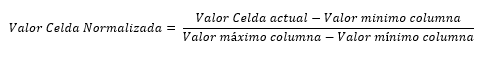 Valor Celda Normalizada = Valor Celda actual − Valor minimo columna
Valor máximo columna − Valor mínimo columna